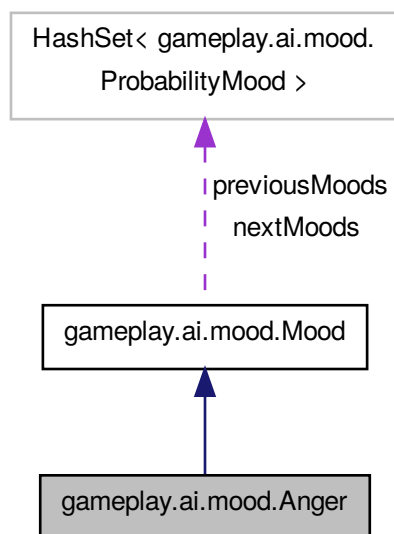 HashSet< gameplay.ai.mood.
ProbabilityMood >
previousMoods
nextMoods
gameplay.ai.mood.Mood
gameplay.ai.mood.Anger